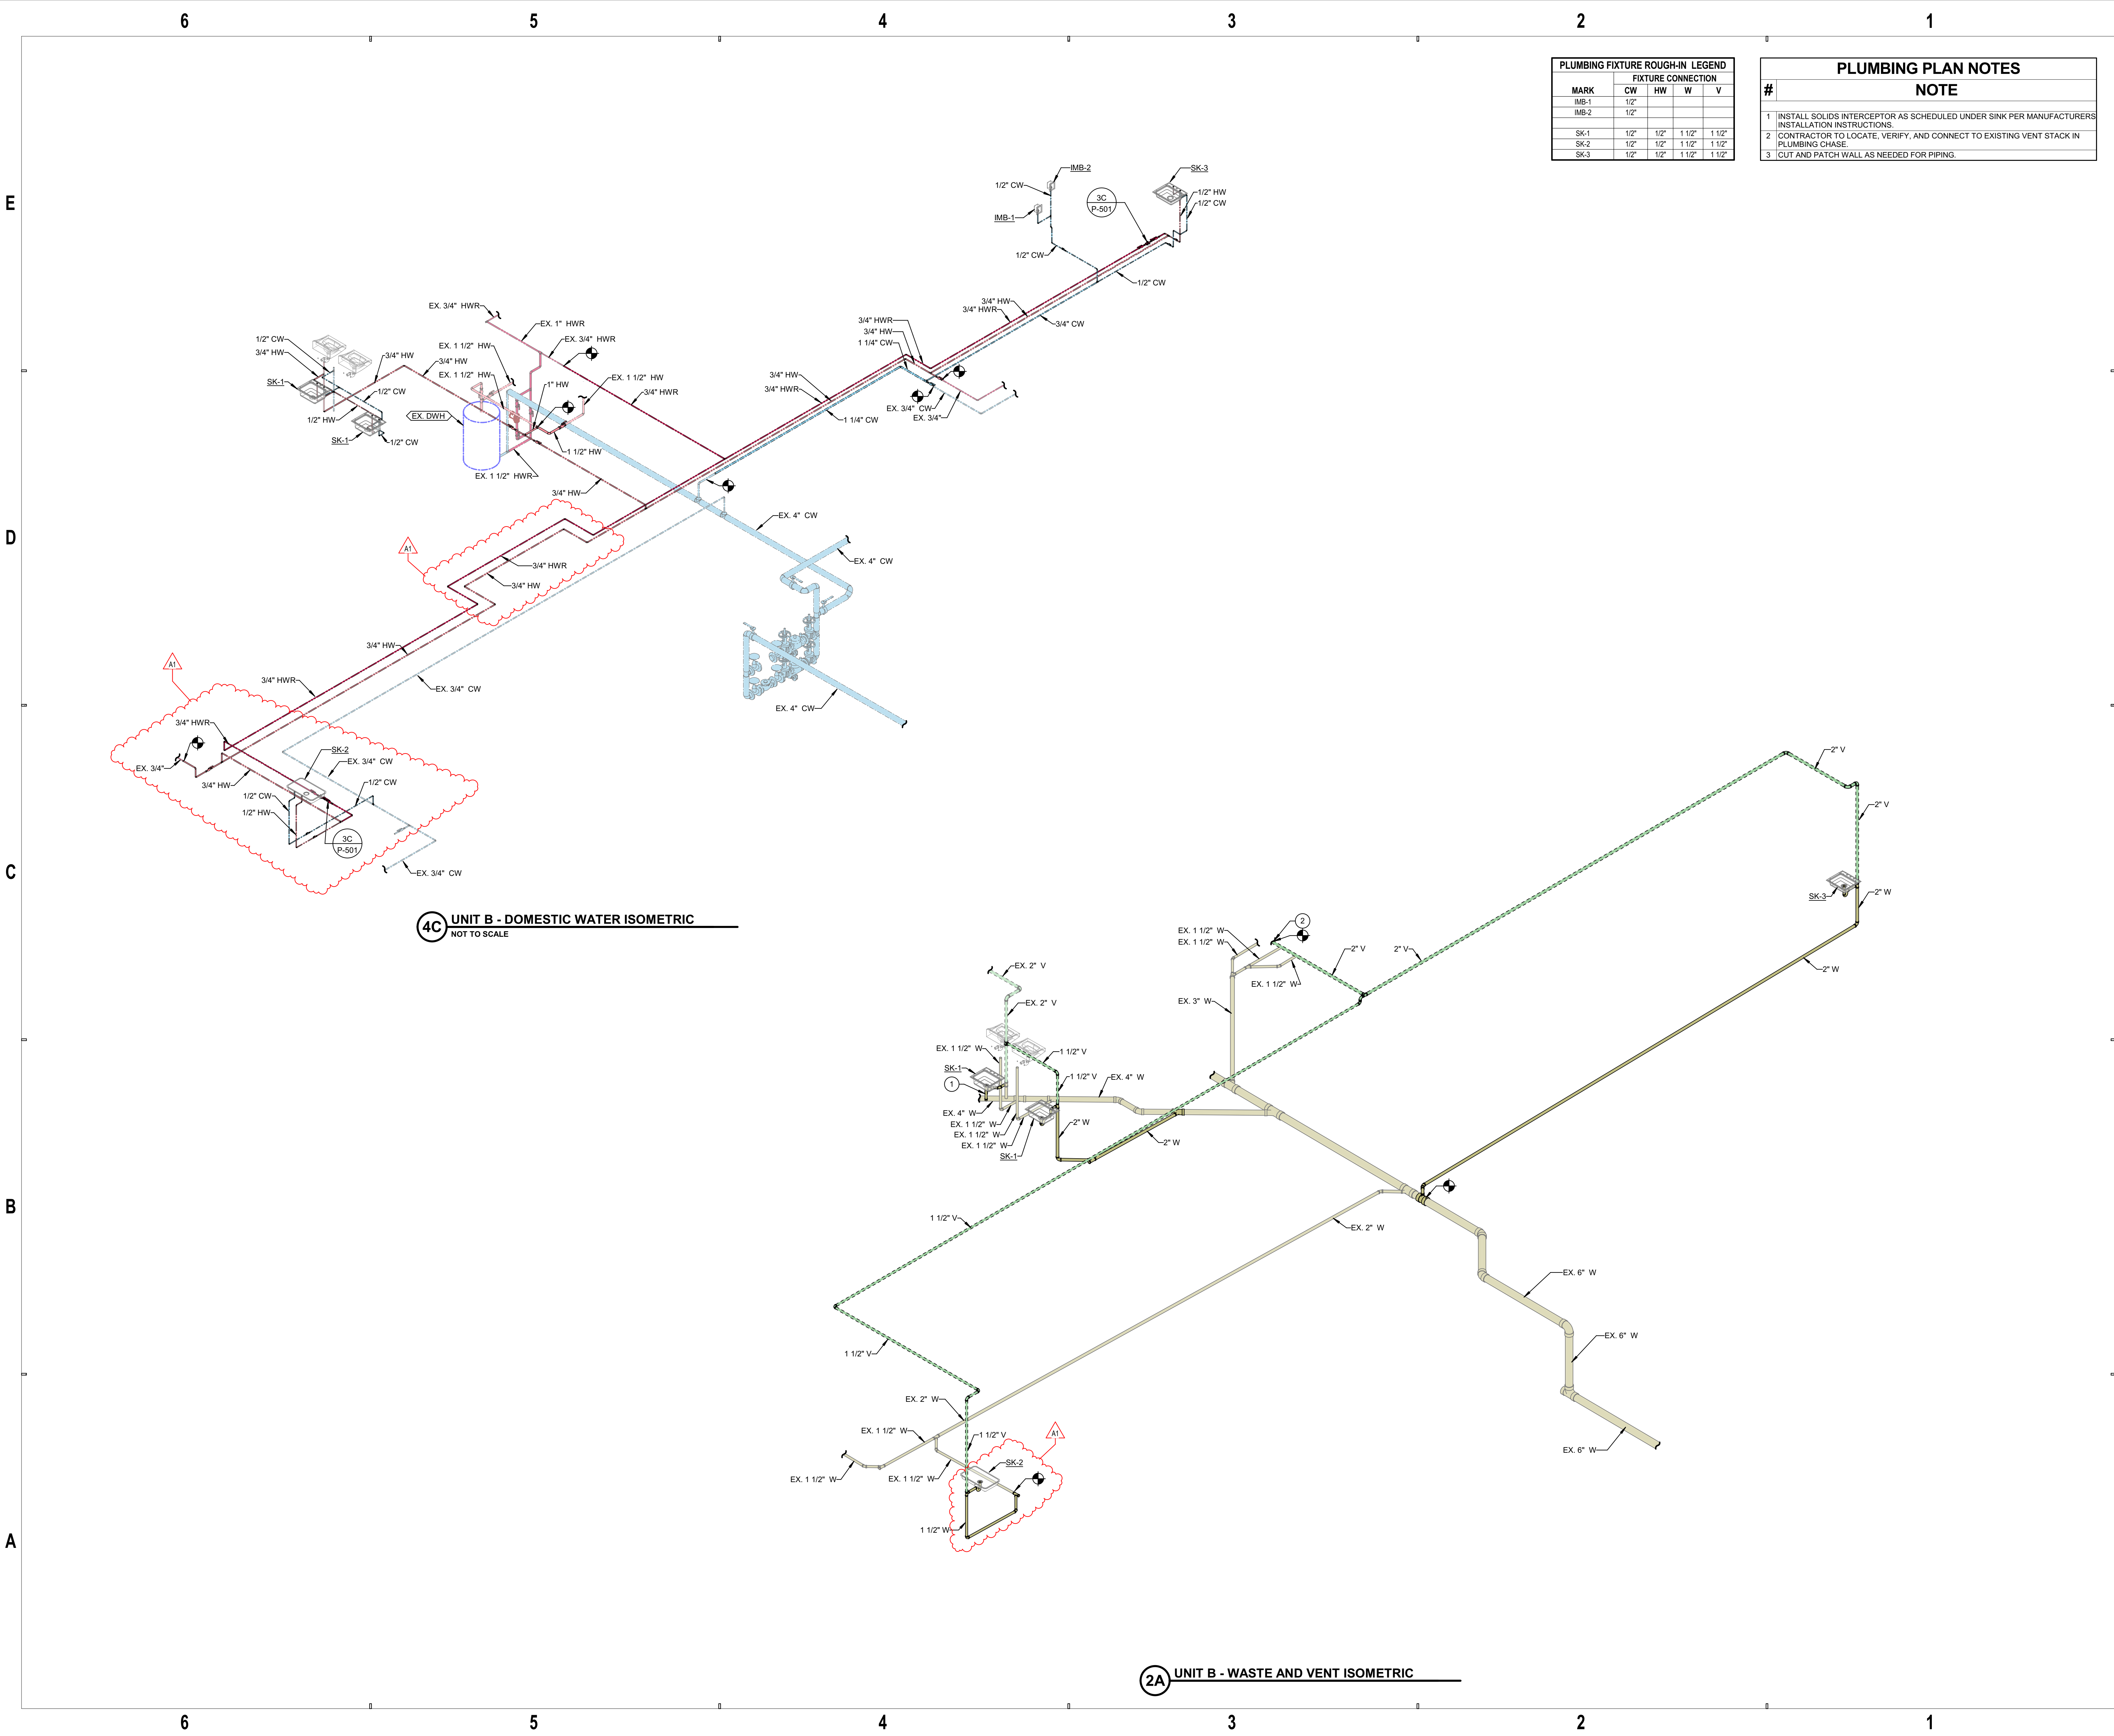 6 5 4 3 2 1
PLUMBING FIXTURE ROUGH-IN LEGEND
FIXTURE CONNECTION
MARK CW HW W V
IMB-1 1/2"
IMB-2 1/2"
SK-1 1/2" 1/2" 1 1/2" 1 1/2"
SK-2 1/2" 1/2" 1 1/2" 1 1/2"
SK-3 1/2" 1/2" 1 1/2" 1 1/2"
PLUMBING PLAN NOTES
# NOTE
1 INSTALL SOLIDS INTERCEPTOR AS SCHEDULED UNDER SINK PER MANUFACTURERS
INSTALLATION INSTRUCTIONS.
2 CONTRACTOR TO LOCATE, VERIFY, AND CONNECT TO EXISTING VENT STACK IN
PLUMBING CHASE.
3 CUT AND PATCH WALL AS NEEDED FOR PIPING.
E
D
C
B
A
IMB-2
SK-3
1/2" CW
1/2" HW
3C
P-501
1/2" CW
IMB-1
1/2" CW
1/2" CW
3/4" HW
3/4" HWR
3/4" CW
3/4" HWR
3/4" HW
1 1/4" CW
EX. 3/4" HWR
EX. 1" HWR
EX. 3/4" HWR
EX. 1 1/2" HW
1/2" CW
3/4" HW
3/4" HW
3/4" HW
EX. 1 1/2" HW
1" HW
EX. 1 1/2" HW
3/4" HW
3/4" HWR
SK-1
1/2" CW
3/4" HWR
EX. DWH
1/2" HW
SK-1
1/2" CW
1 1/2" HW
EX. 1 1/2" HWR
1 1/4" CW
EX. 3/4" CW
EX. 3/4"
3/4" HW
EX. 4" CW
A1
3/4" HWR
3/4" HW
EX. 4" CW
3/4" HW
A1
3/4" HWR
EX. 3/4" CW
EX. 4" CW
3/4" HWR
SK-2
EX. 3/4"
EX. 3/4" CW
3/4" HW
1/2" CW
1/2" CW
1/2" HW
3C
P-501
EX. 3/4" CW
4C
UNIT B - DOMESTIC WATER ISOMETRIC
NOT TO SCALE
2" V
2" V
SK-3
2" W
2" W
2
EX. 1 1/2" W
EX. 1 1/2" W
2" V
2" V
EX. 1 1/2" W
EX. 3" W
EX. 2" V
EX. 2" V
EX. 1 1/2" W
1 1/2" V
SK-1
1
1 1/2" V
EX. 4" W
EX. 4" W
EX. 1 1/2" W
EX. 1 1/2" W
EX. 1 1/2" W
SK-1
2" W
2" W
1 1/2" V
EX. 2" W
EX. 6" W
EX. 6" W
EX. 6" W
1 1/2" V
EX. 2" W
EX. 1 1/2" W
1 1/2" V
A1
SK-2
EX. 1 1/2" W
EX. 1 1/2" W
1 1/2" W
2A
UNIT B - WASTE AND VENT ISOMETRIC
6 5 4 3 2 1